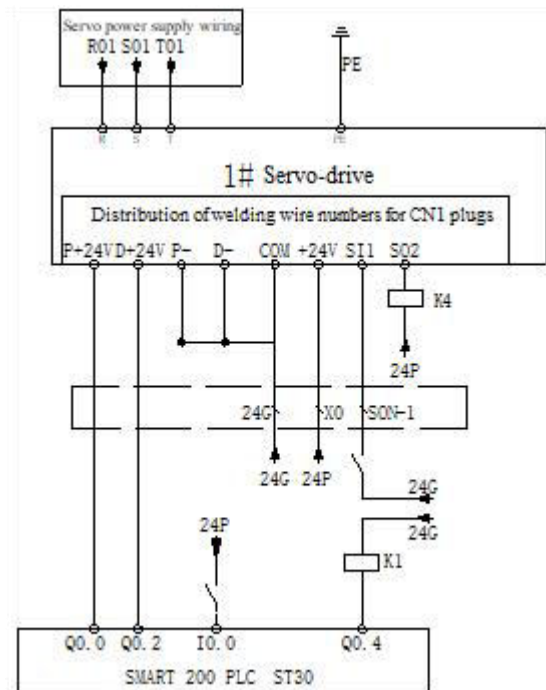 Servo power supply wiring
R01 S01 T01
PE
R S T PE
1# Servo-drive
Distribution of welding wire numbers for CN1 plugs
P+24V D+24V P- D- COM +24V SI1 SO2
K4
24P
24G X0 SON-1
24G 24P
24G
24P
24G
K1
Q0.0 Q0.2 I0.0 Q0.4
SMART 200 PLC ST30